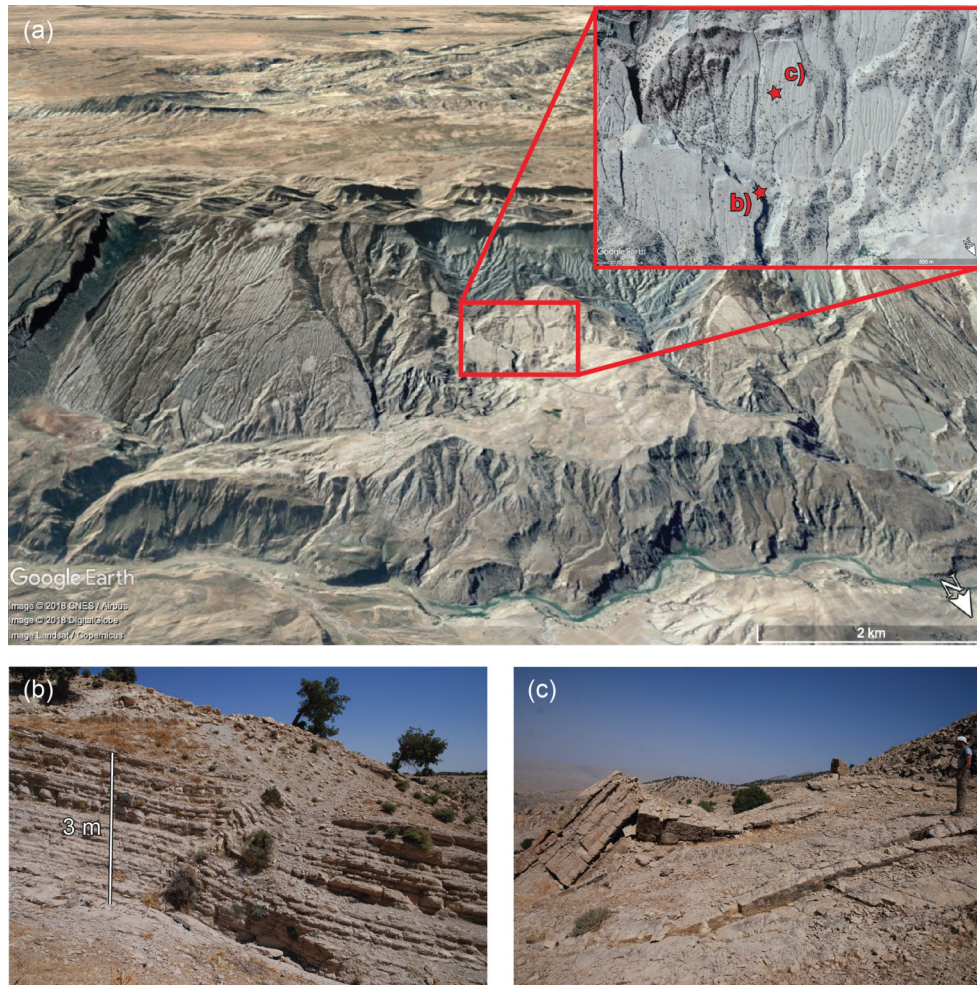 (a)
c)
b)
Google Earth
500 m
N
Google Earth
Image © 2018 CNES / Airbus
Image © 2018 DigitalGlobe
Image Landsat / Copernicus
N
2 km
(b)
3 m
(c)